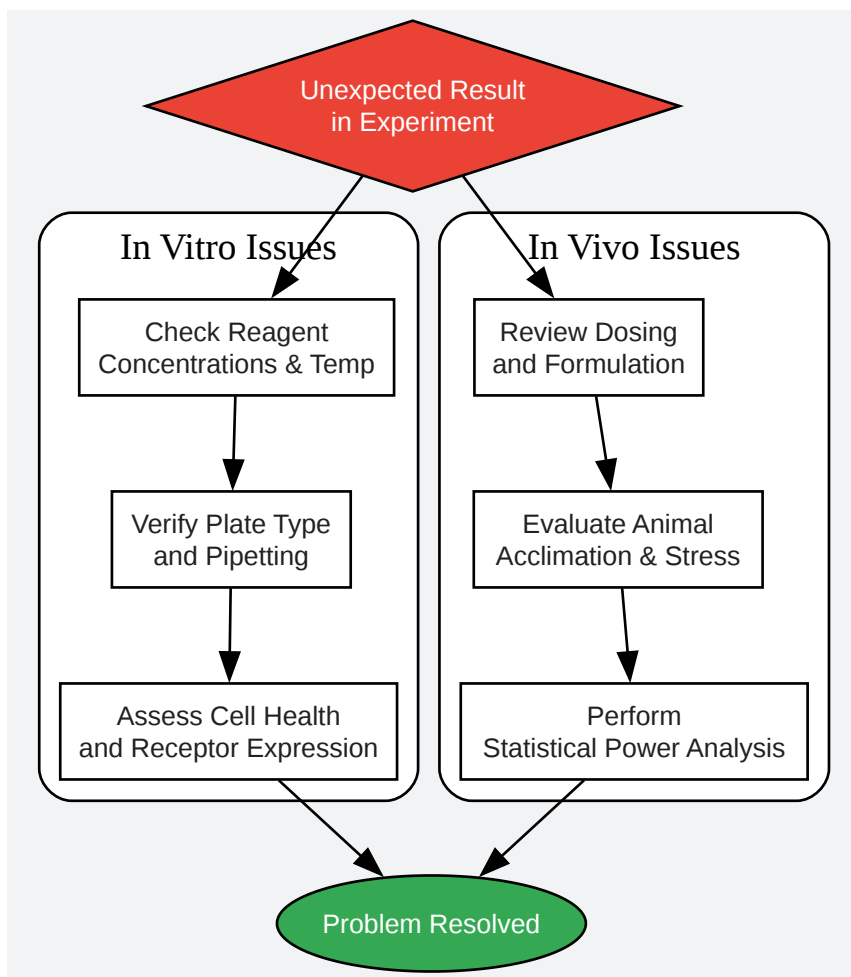 Unexpected Result
in Experiment
In Vitro Issues
Check Reagent
Concentrations & Temp
Verify Plate Type
and Pipetting
Assess Cell Health
and Receptor Expression
In Vivo Issues
Review Dosing
and Formulation
Evaluate Animal
Acclimation & Stress
Perform
Statistical Power Analysis
Problem Resolved